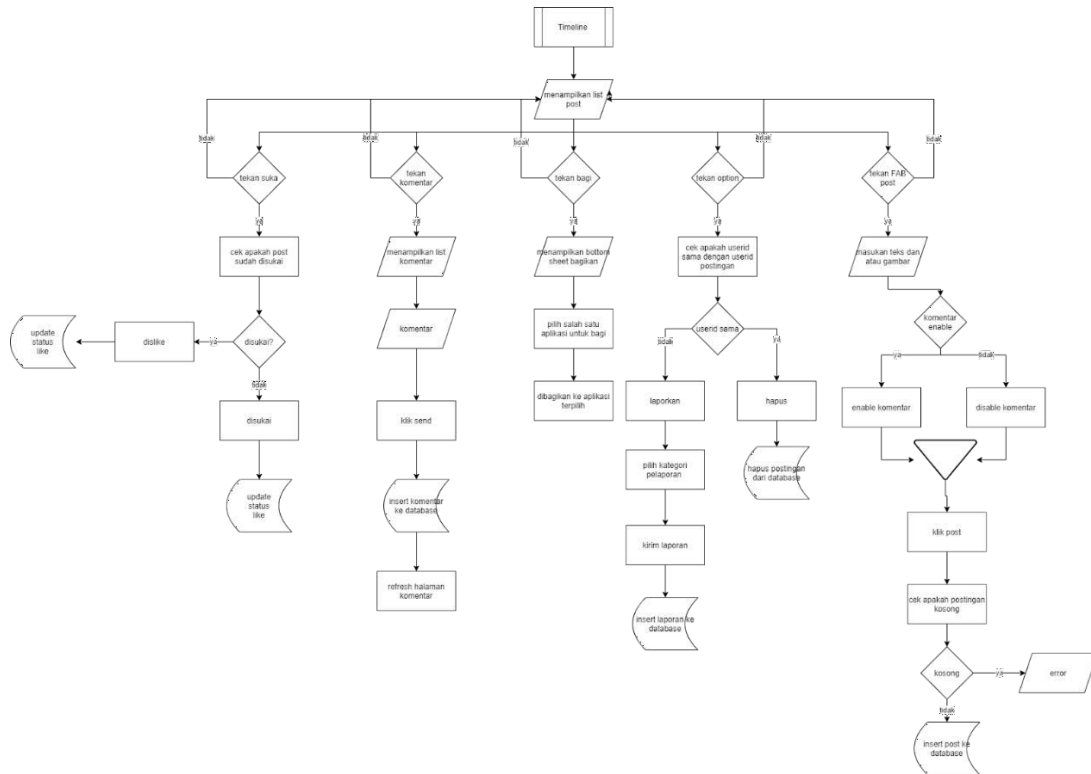 Timeline
menampilkan list
post
tidak
tidak
tidak
tidak
tidak
tekan suka
tekan
komentar
tekan bagi
tekan option
tekan FAB
post
ya
ya
ya
ya
ya
cek apakah post
sudah disukai
menampilkan list
komentar
menampilkan bottom
sheet bagikan
cek apakah userid
sama dengan userid
postingan
masukan teks dan
atau gambar
update
status
like
dislike
ya
disukai?
komentar
pilih salah satu
aplikasi untuk bagi
userid sama
komentar
enable
tidak
ya
ya
tidak
tidak
disukai
klik send
dibagikan ke aplikasi
terpilih
laporkan
hapus
enable komentar
disable komentar
update
status
like
insert komentar
ke database
pilih kategori
pelaporan
hapus postingan
dari database
refresh halaman
komentar
kirim laporan
klik post
insert laporan ke
database
cek apakah postingan
kosong
kosong
ya
error
tidak
insert post ke
database